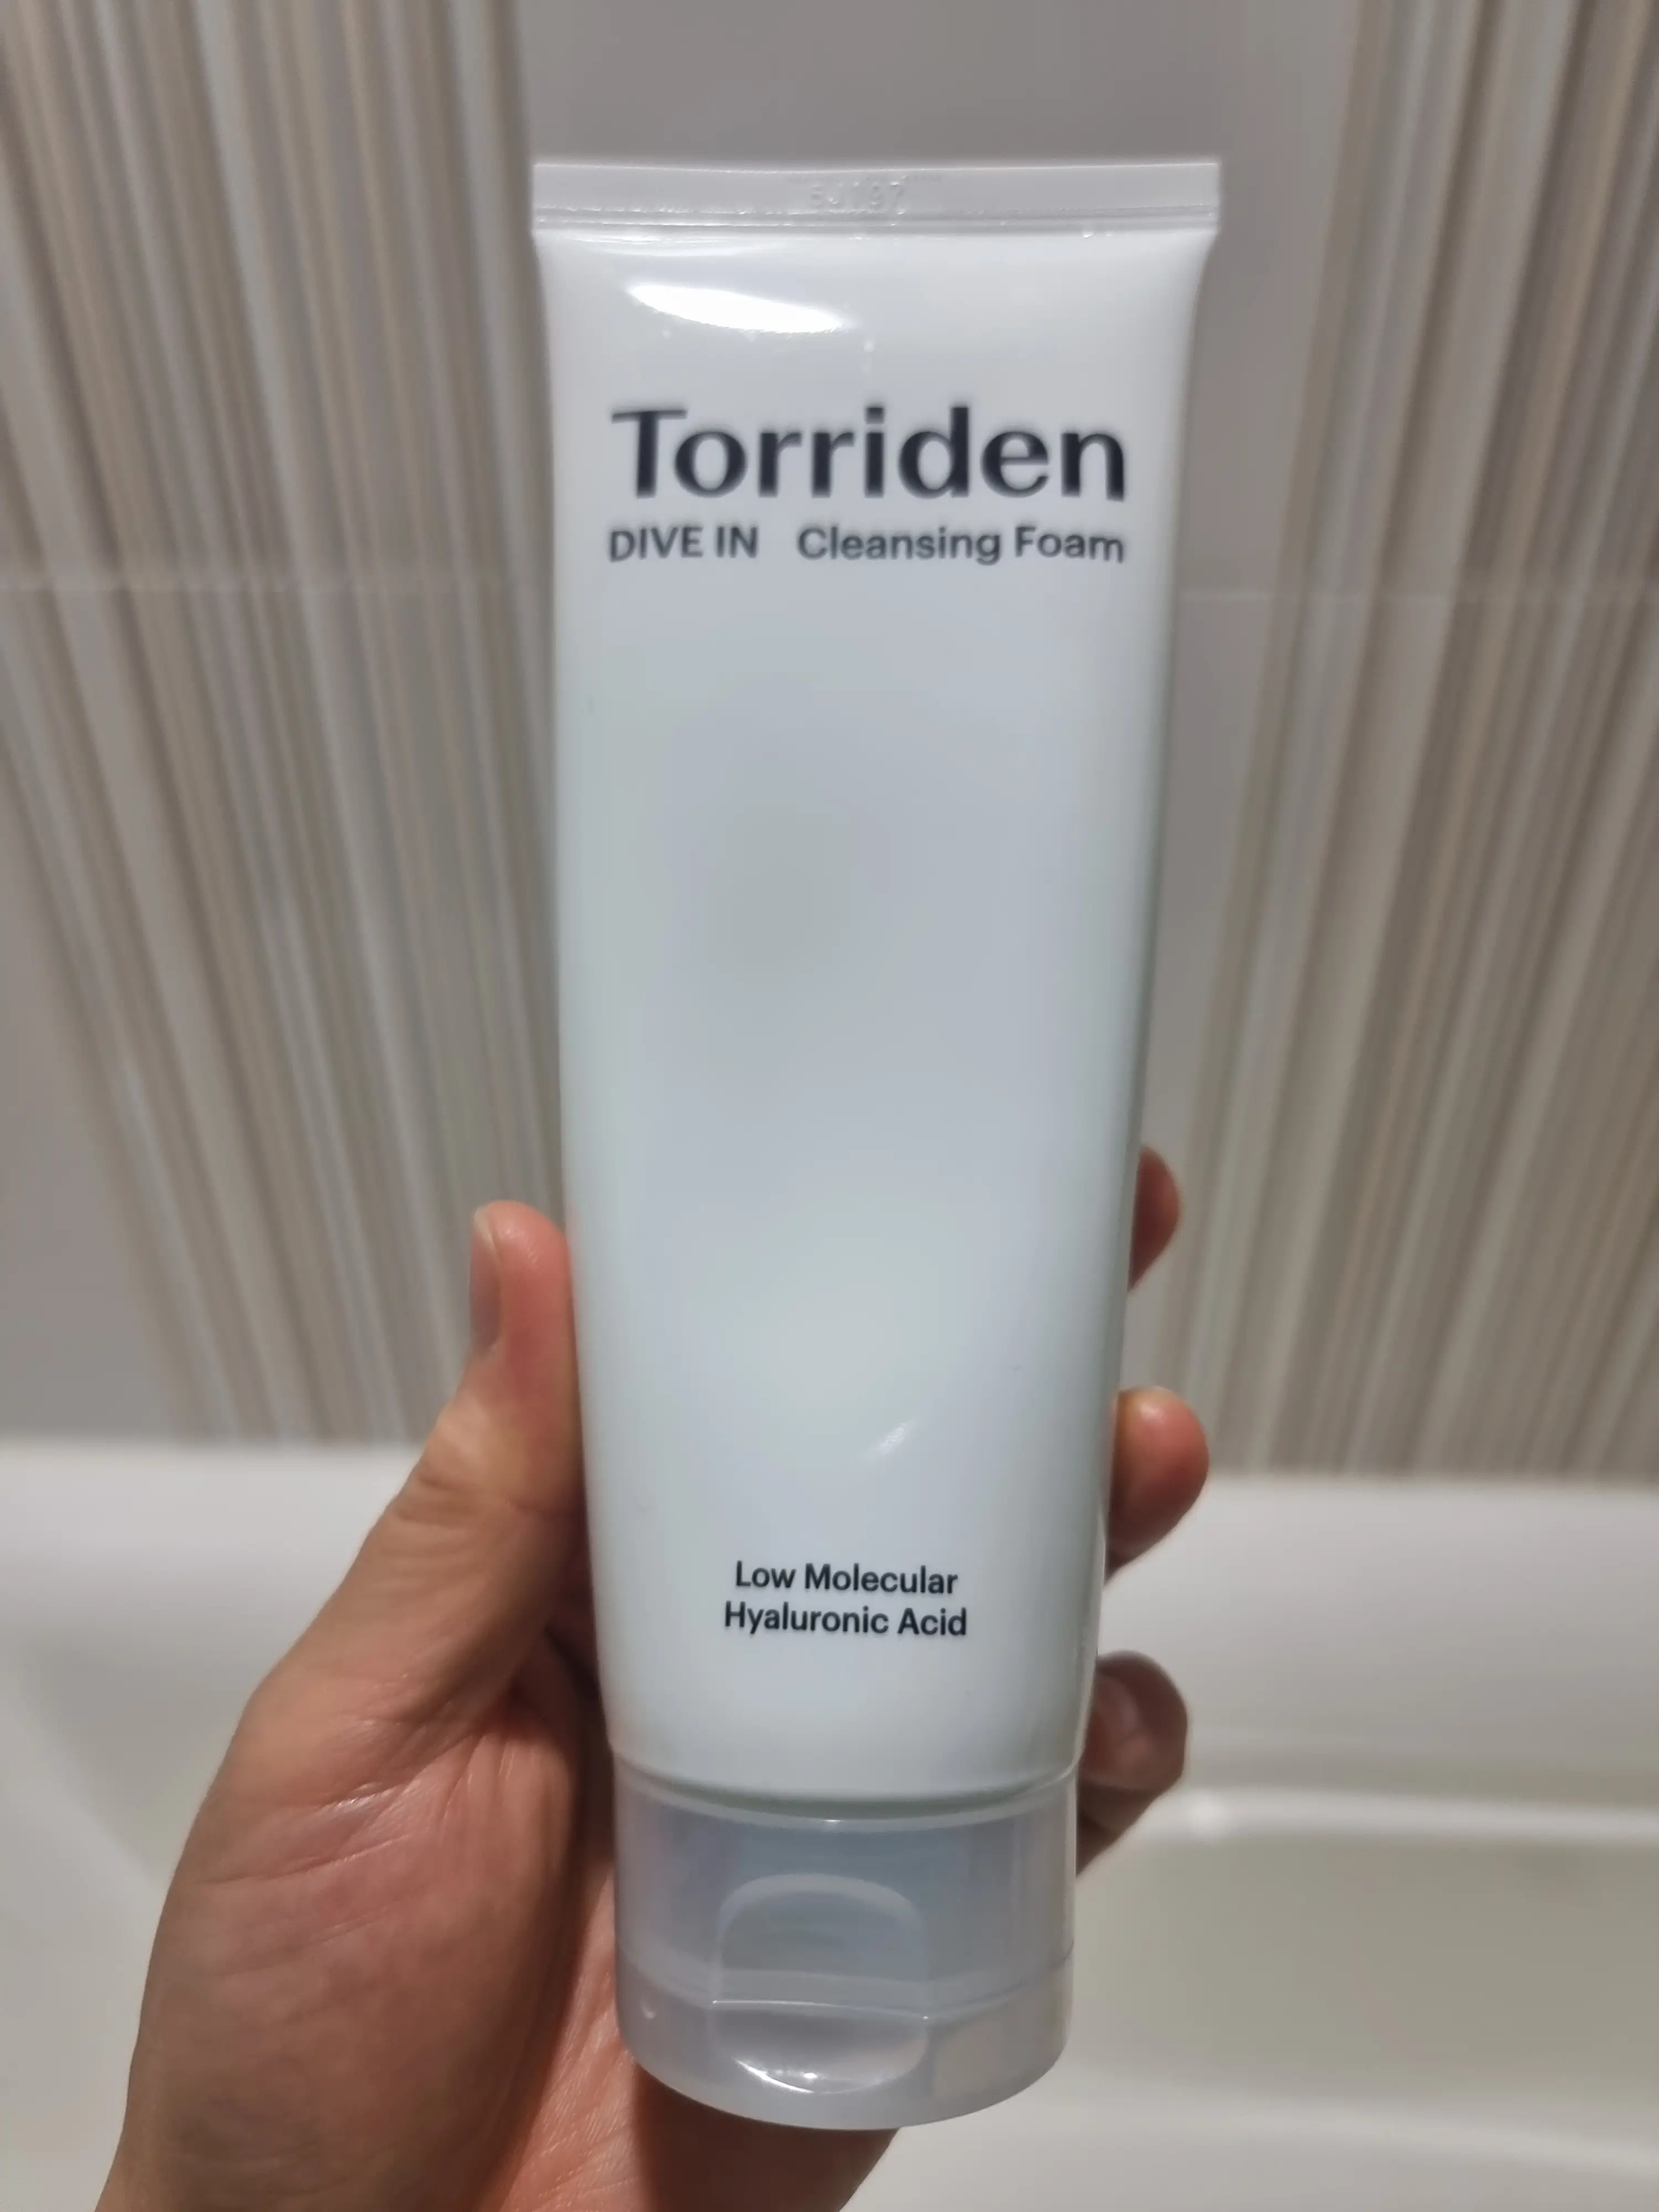 Torriden
DIVE IN Cleansing Foam
Low Molecular
Hyaluronic Acid